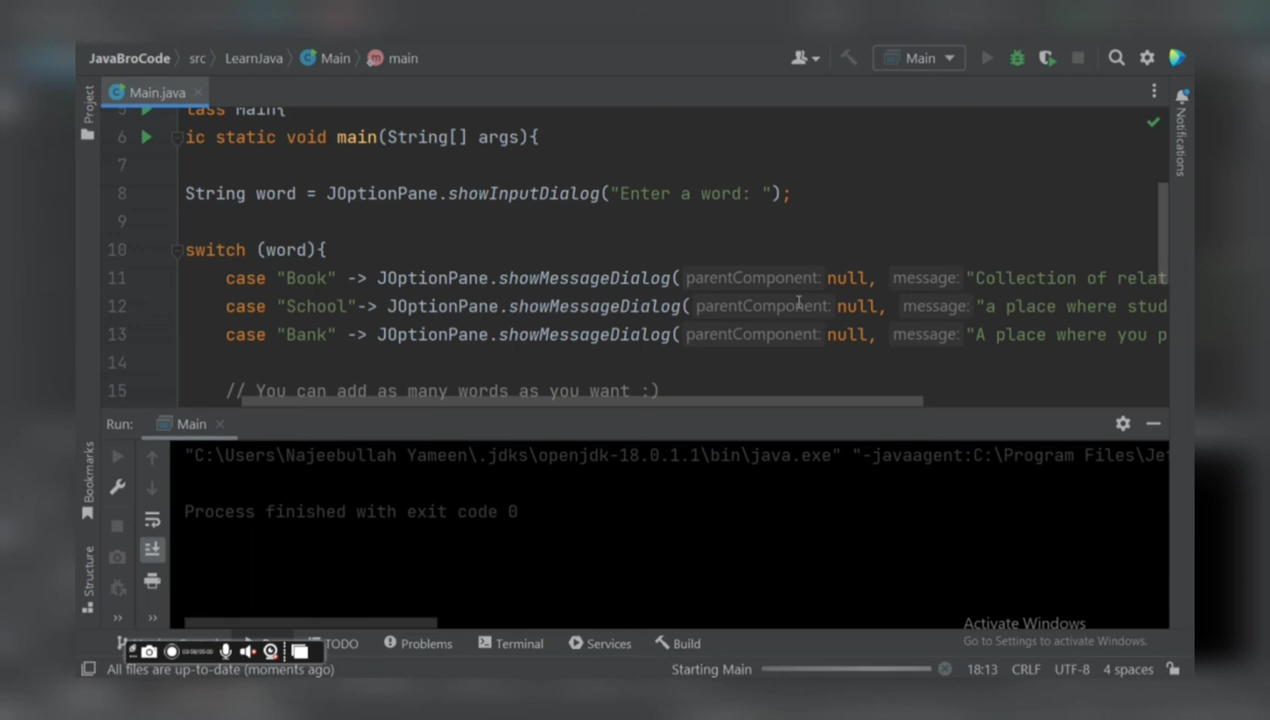 JavaBroCode src LearnJava Main main
Main
Main.java
Project
Notifications
lass Main{
6 ic static void main(String[] args){
7
8 String word = JOptionPane.showInputDialog("Enter a word: ");
9
10 switch (word){
11 case "Book" -> JOptionPane.showMessageDialog( parentComponent: null, message: "Collection of relat
12 case "School"-> JOptionPane.showMessageDialog( parentComponent: null, message: "a place where stud
13 case "Bank" -> JOptionPane.showMessageDialog( parentComponent: null, message: "A place where you p
14
15 // You can add as many words as you want :)
Run: Main
Bookmarks
Structure
"C:\Users\Najeebullah Yameen\.jdks\openjdk-18.0.1.1\bin\java.exe" "-javaagent:C:\Program Files\Je
Process finished with exit code 0
Activate Windows
Go to Settings to activate Windows.
TODO Problems Terminal Services Build
All files are up-to-date (moments ago) Starting Main 18:13 CRLF UTF-8 4 spaces